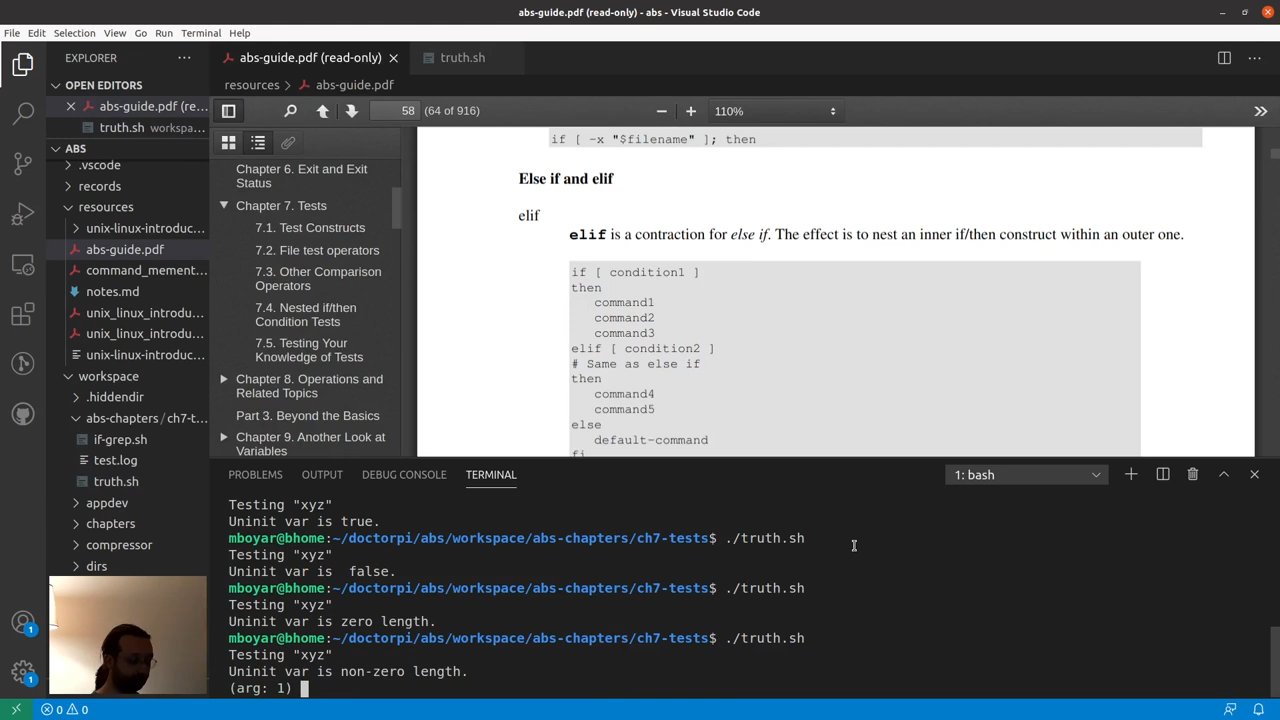 abs-guide.pdf (read-only) - abs - Visual Studio Code
File Edit Selection View Go Run Terminal Help
EXPLORER
abs-guide.pdf (read-only)
truth.sh
OPEN EDITORS
resources > abs-guide.pdf
abs-guide.pdf (re...
58 (64 of 916)
110%
truth.sh workspa...
ABS
.vscode
records
resources
unix-linux-introduc...
abs-guide.pdf
command_mement...
notes.md
unix_linux_introdu...
unix_linux_introdu...
unix-linux-introduc...
workspace
.hiddendir
abs-chapters / ch7-t...
if-grep.sh
test.log
truth.sh
appdev
chapters
compressor
dirs
Chapter 6. Exit and Exit
Status
Chapter 7. Tests
7.1. Test Constructs
7.2. File test operators
7.3. Other Comparison
Operators
7.4. Nested if/then
Condition Tests
7.5. Testing Your
Knowledge of Tests
Chapter 8. Operations and
Related Topics
Part 3. Beyond the Basics
Chapter 9. Another Look at
Variables
if [ -x "$filename" ]; then
Else if and elif
elif
elif is a contraction for else if. The effect is to nest an inner if/then construct within an outer one.
if [ condition1 ]
then
command1
command2
command3
elif [ condition2 ]
# Same as else if
then
command4
command5
else
default-command
fi
PROBLEMS OUTPUT DEBUG CONSOLE TERMINAL
1: bash
Testing "xyz"
Uninit var is true.
mboyar@bhome:~/doctorpi/abs/workspace/abs-chapters/ch7-tests$ ./truth.sh
Testing "xyz"
Uninit var is  false.
mboyar@bhome:~/doctorpi/abs/workspace/abs-chapters/ch7-tests$ ./truth.sh
Testing "xyz"
Uninit var is zero length.
mboyar@bhome:~/doctorpi/abs/workspace/abs-chapters/ch7-tests$ ./truth.sh
Testing "xyz"
Uninit var is non-zero length.
(arg: 1)
1
1
0 0